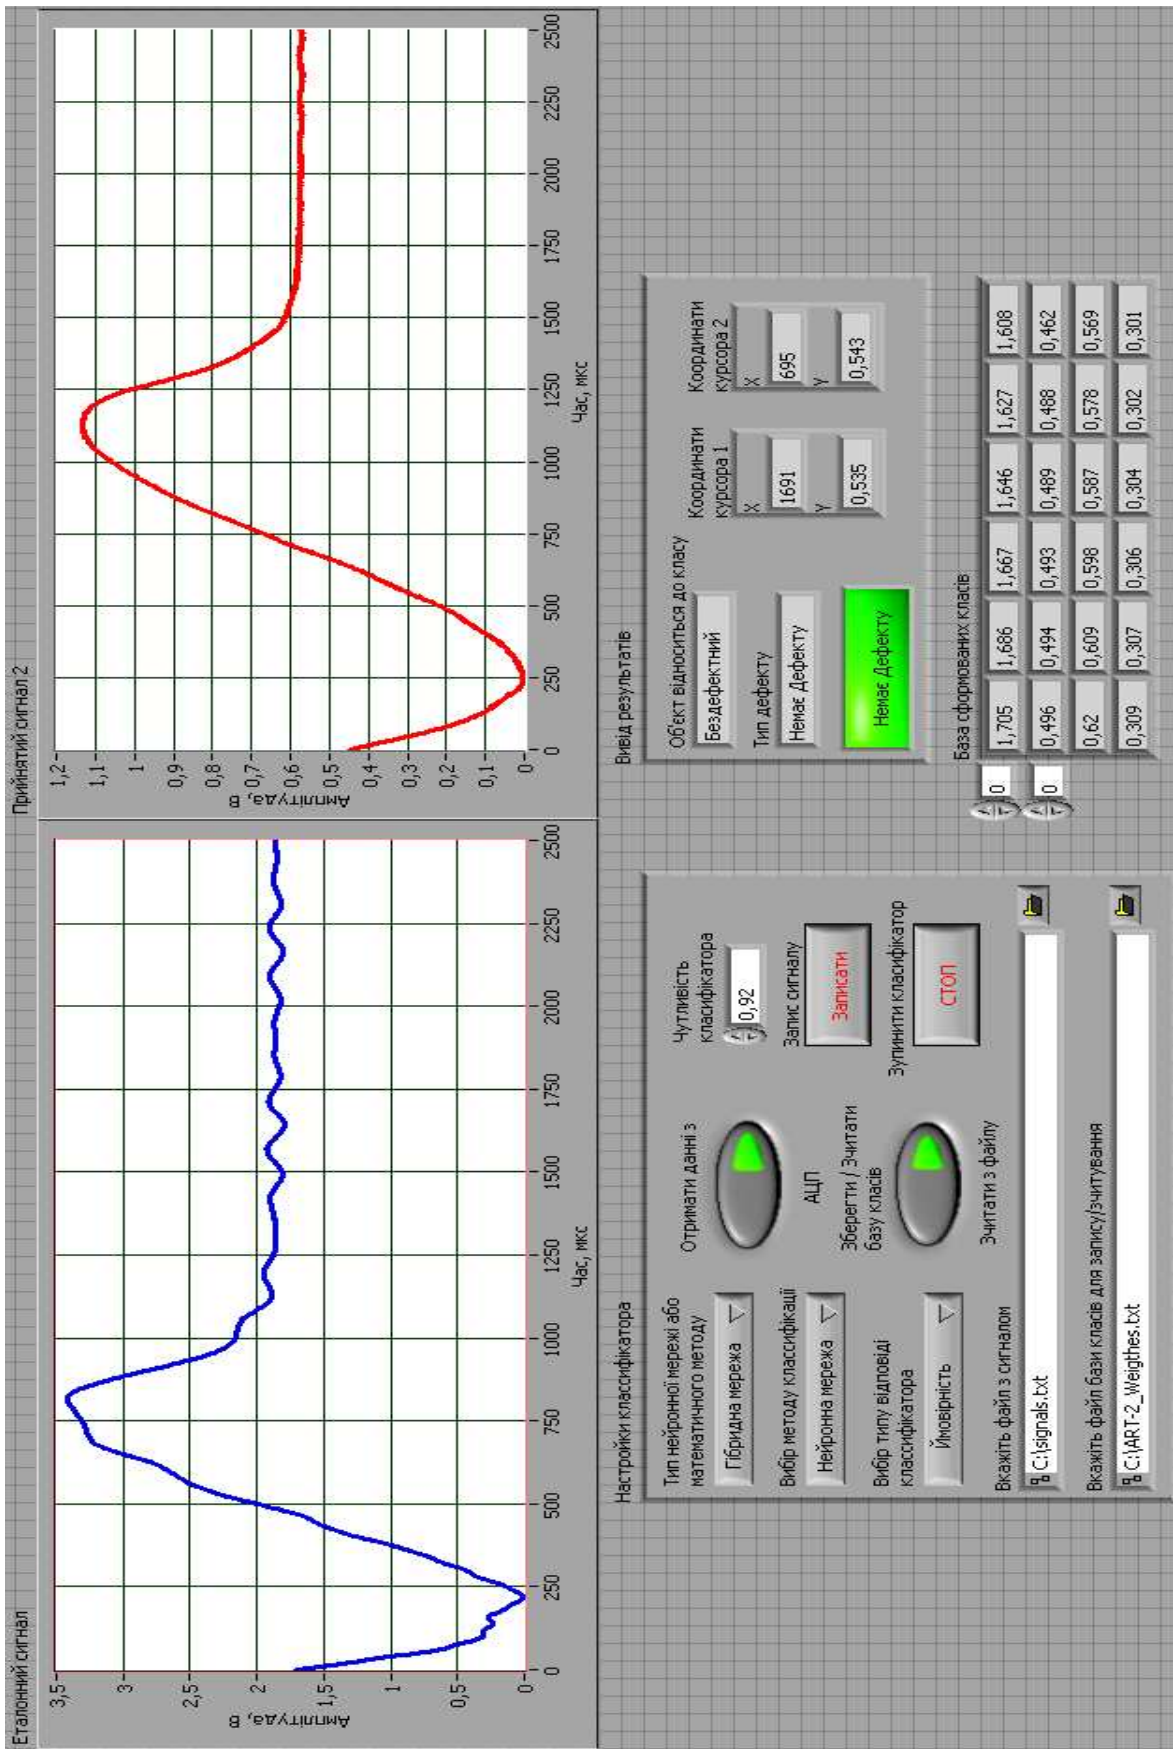 Еталонний сигнал
Амплітуда, В
3,5
3
2,5
2
1,5
1
0,5
0
0 250 500 750 1000 1250 1500 1750 2000 2250 2500
Час, мкс
Прийнятий сигнал 2
Амплітуда, В
1,2
1,1
1
0,9
0,8
0,7
0,6
0,5
0,4
0,3
0,2
0,1
0
0 250 500 750 1000 1250 1500 1750 2000 2250 2500
Час, мкс
Настройки классифікатора
Тип нейронної мережі або
математичного методу
Гібридна мережа
Вибір методу классифікації
Нейронна мережа
Вибір типу відповіді
классифікатора
Ймовірність
Отримати данні з
АЦП
Зберегти / Зчитати
базу класів
Зчитати з файлу
Чутливість
класифікатора
0,92
Запис сигналу
Записати
Зупинити класифікатор
СТОП
Вкажіть файл з сигналом
C:\signals.txt
Вкажіть файл бази класів для запису/зчитування
C:\ART-2_Weigthes.txt
Вивід результатів
Об'єкт відноситься до класу
Бездефектний
Тип дефекту
Немає Дефекту
Немає Дефекту
Координати
курсора 1
X
1691
Y
0,535
Координати
курсора 2
X
695
Y
0,543
База сформованих класів
0 1,705 1,686 1,667 1,646 1,627 1,608
0 0,496 0,494 0,493 0,489 0,488 0,462
0,62 0,609 0,598 0,587 0,578 0,569
0,309 0,307 0,306 0,304 0,302 0,301